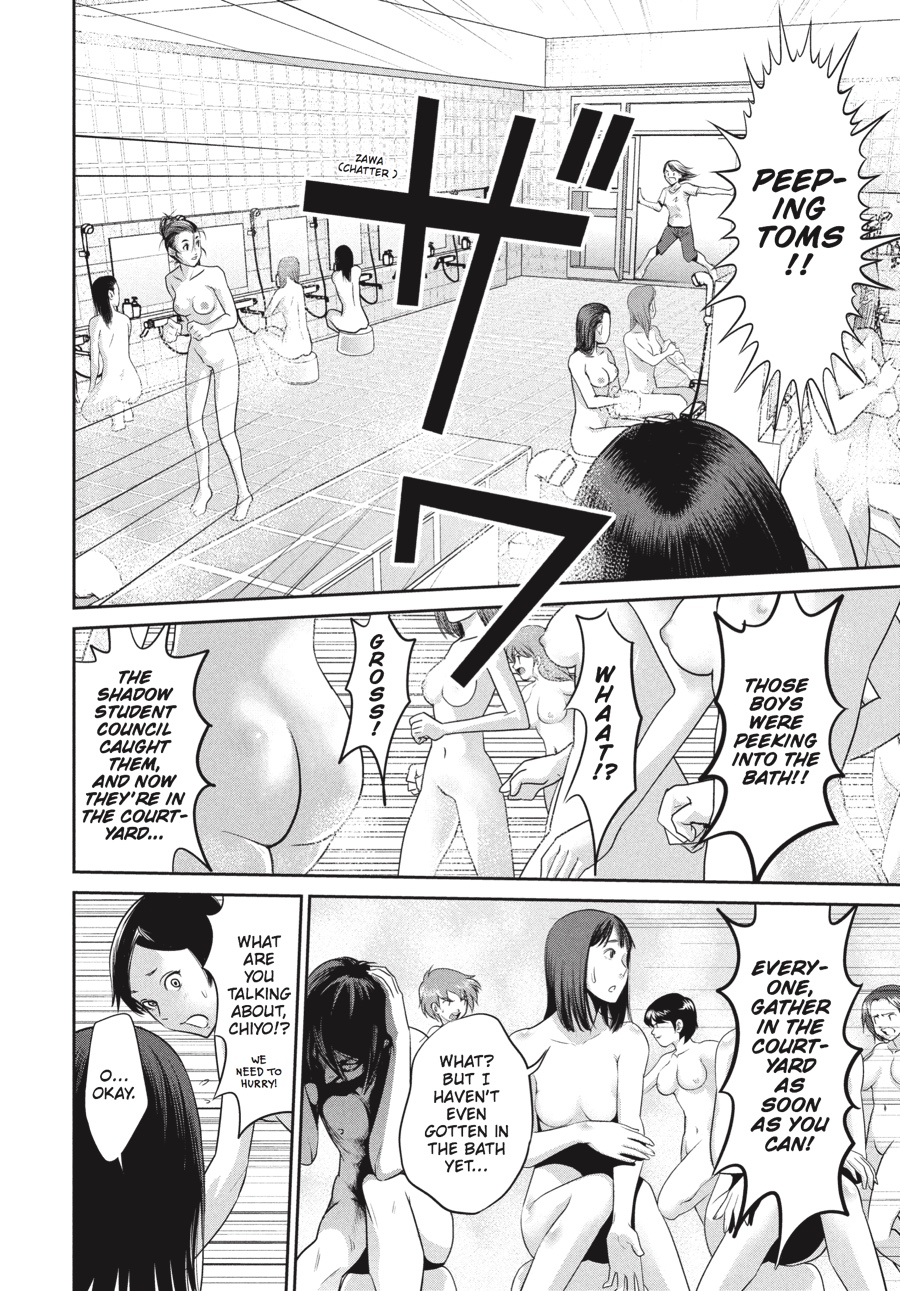 PEEP-
ING
TOMS
!!
ザワ
ZAWA
(CHATTER)
THOSE
BOYS
WERE
PEEKING
INTO THE
BATH!!
WHAT!?
GROSS!
THE
SHADOW
STUDENT
COUNCIL
CAUGHT
THEM,
AND NOW
THEY'RE IN
THE COURT-
YARD...
EVERY-
ONE,
GATHER
IN THE
COURT-
YARD
AS
SOON
AS YOU
CAN!
WHAT?
BUT I
HAVEN'T
EVEN
GOTTEN IN
THE BATH
YET...
WHAT
ARE YOU
TALKING
ABOUT,
CHIYO!?
WE
NEED TO
HURRY!
O...
OKAY.